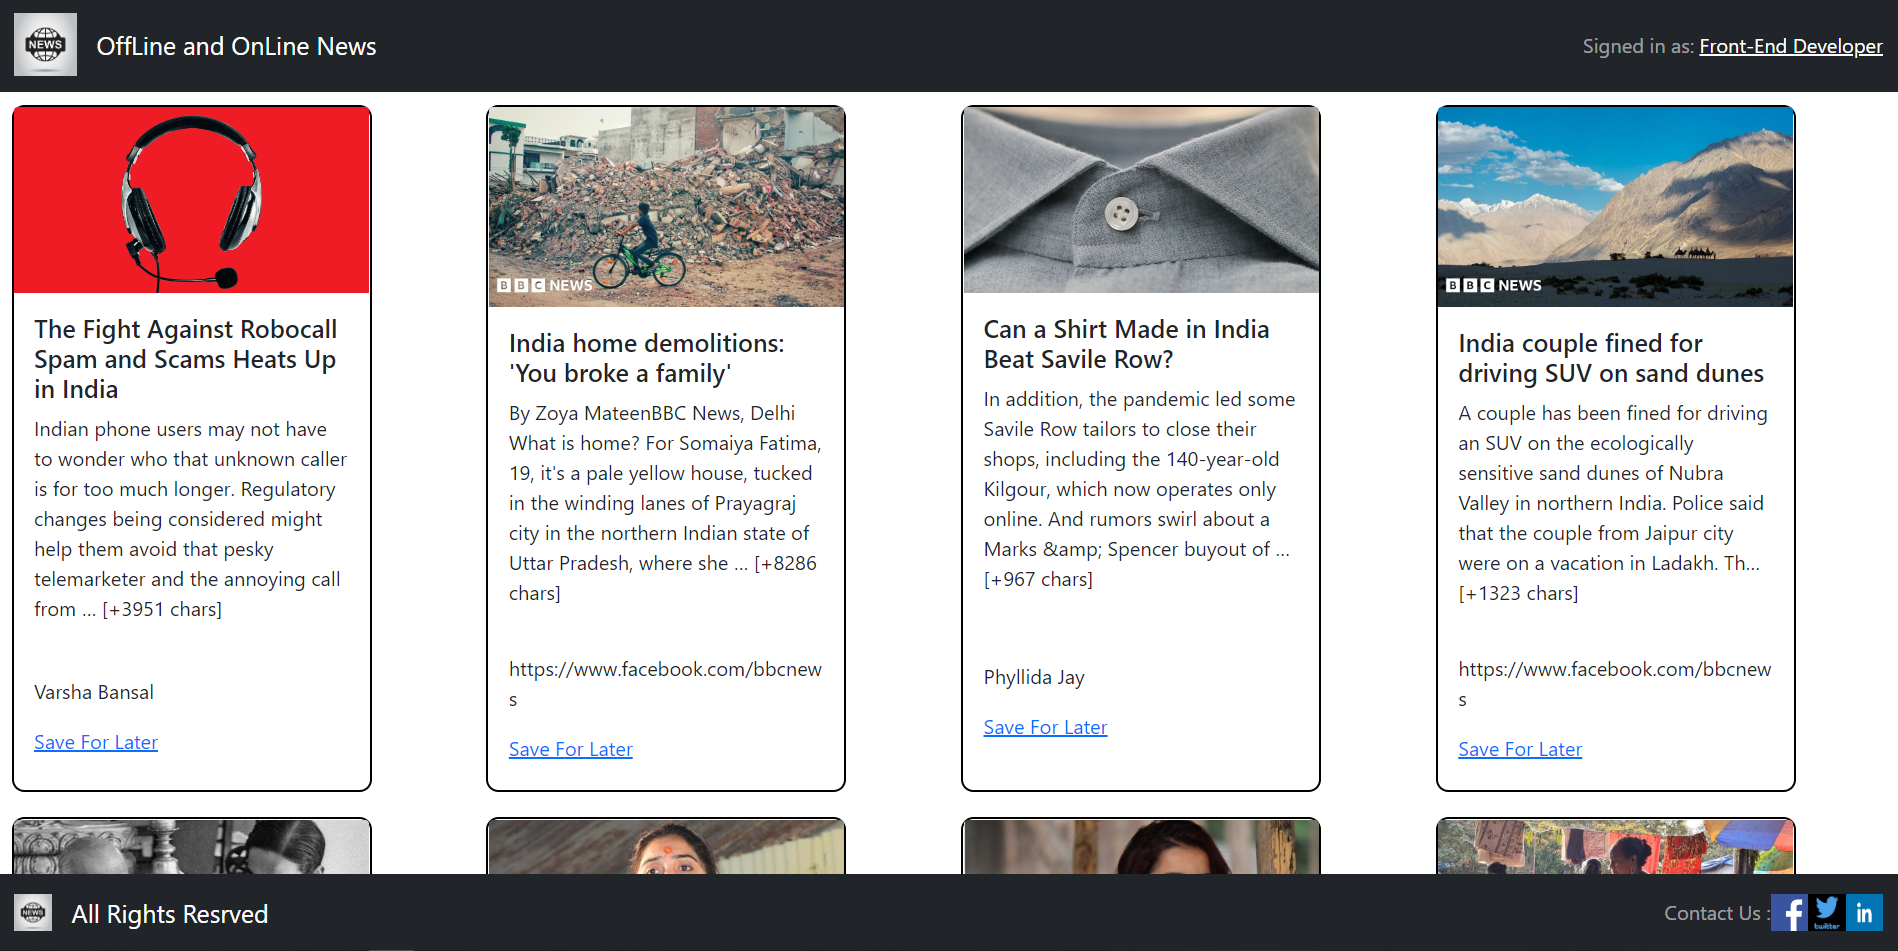 NEWS
OffLine and OnLine News
Signed in as: Front-End Developer
The Fight Against Robocall
Spam and Scams Heats Up
in India
Indian phone users may not have
to wonder who that unknown caller
is for too much longer. Regulatory
changes being considered might
help them avoid that pesky
telemarketer and the annoying call
from … [+3951 chars]
Varsha Bansal
Save For Later
BBC NEWS
India home demolitions:
'You broke a family'
By Zoya MateenBBC News, Delhi
What is home? For Somaiya Fatima,
19, it's a pale yellow house, tucked
in the winding lanes of Prayagraj
city in the northern Indian state of
Uttar Pradesh, where she … [+8286
chars]
https://www.facebook.com/bbcnew
s
Save For Later
Can a Shirt Made in India
Beat Savile Row?
In addition, the pandemic led some
Savile Row tailors to close their
shops, including the 140-year-old
Kilgour, which now operates only
online. And rumors swirl about a
Marks &amp; Spencer buyout of …
[+967 chars]
Phyllida Jay
Save For Later
BBC NEWS
India couple fined for
driving SUV on sand dunes
A couple has been fined for driving
an SUV on the ecologically
sensitive sand dunes of Nubra
Valley in northern India. Police said
that the couple from Jaipur city
were on a vacation in Ladakh. Th…
[+1323 chars]
https://www.facebook.com/bbcnew
s
Save For Later
NEWS
All Rights Resrved
Contact Us :
f
twitter
in